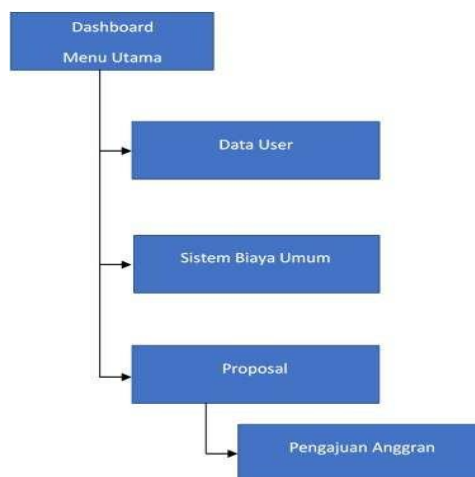 Dashboard
Menu Utama
Data User
Sistem Biaya Umum
Proposal
Pengajuan Anggran